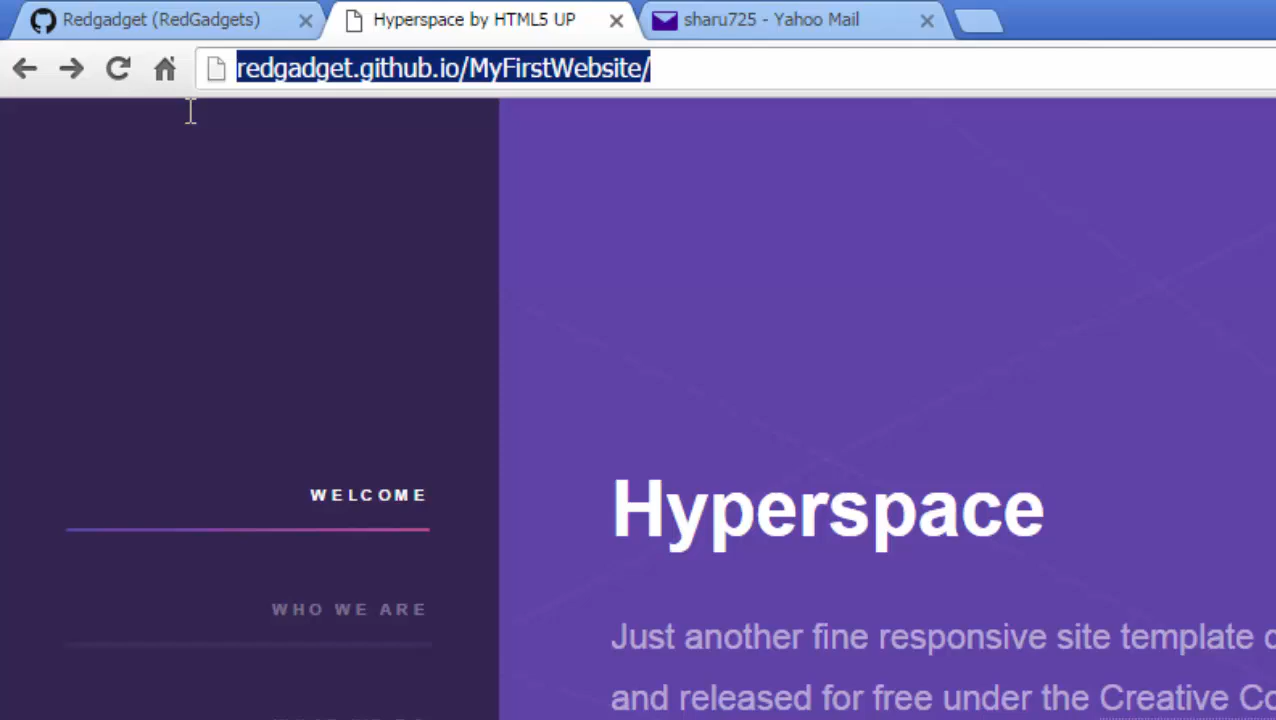 Redgadget (RedGadgets)
Hyperspace by HTML5 UP
sharu725 - Yahoo Mail
redgadget.github.io/MyFirstWebsite/
WELCOME
WHO WE ARE
Hyperspace
Just another fine responsive site template
and released for free under the Creative